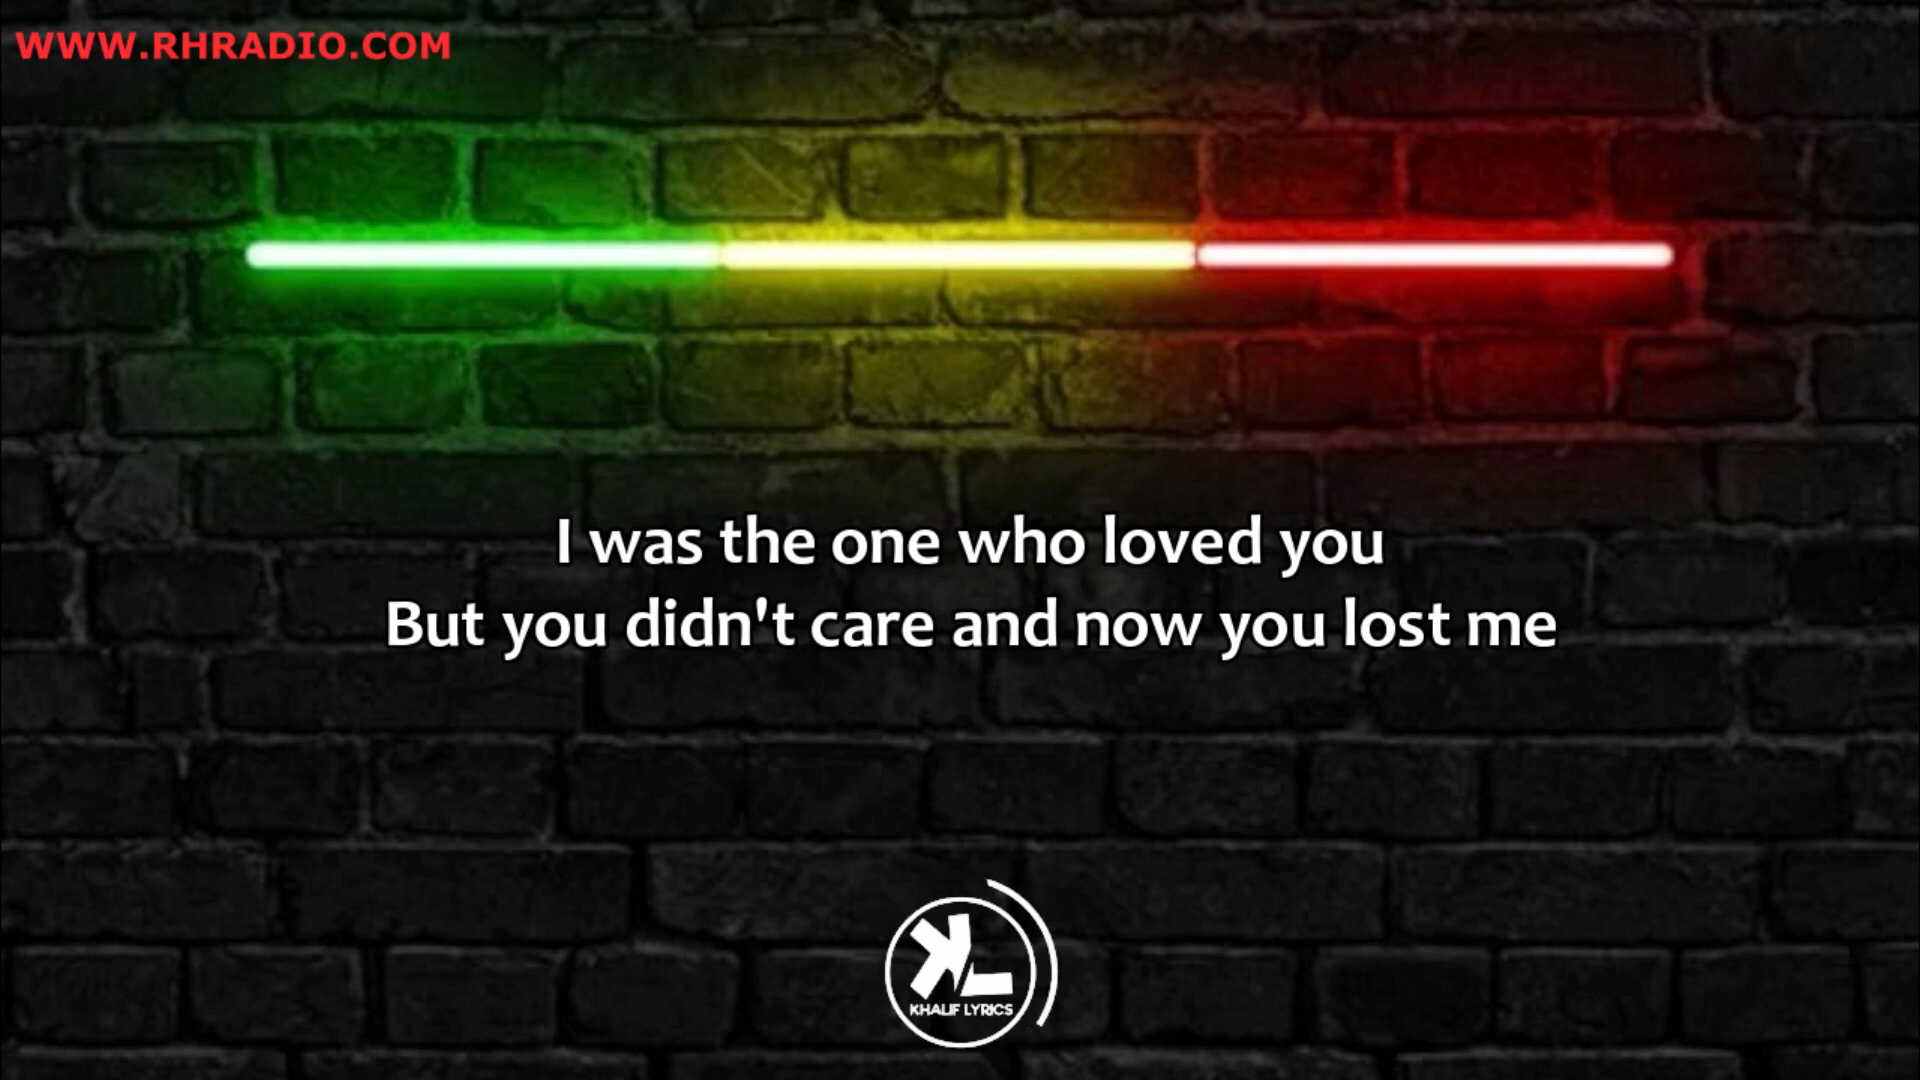 WWW.RHRADIO.COM
I was the one who loved you
But you didn't care and now you lost me
KL
KHALIF LYRICS